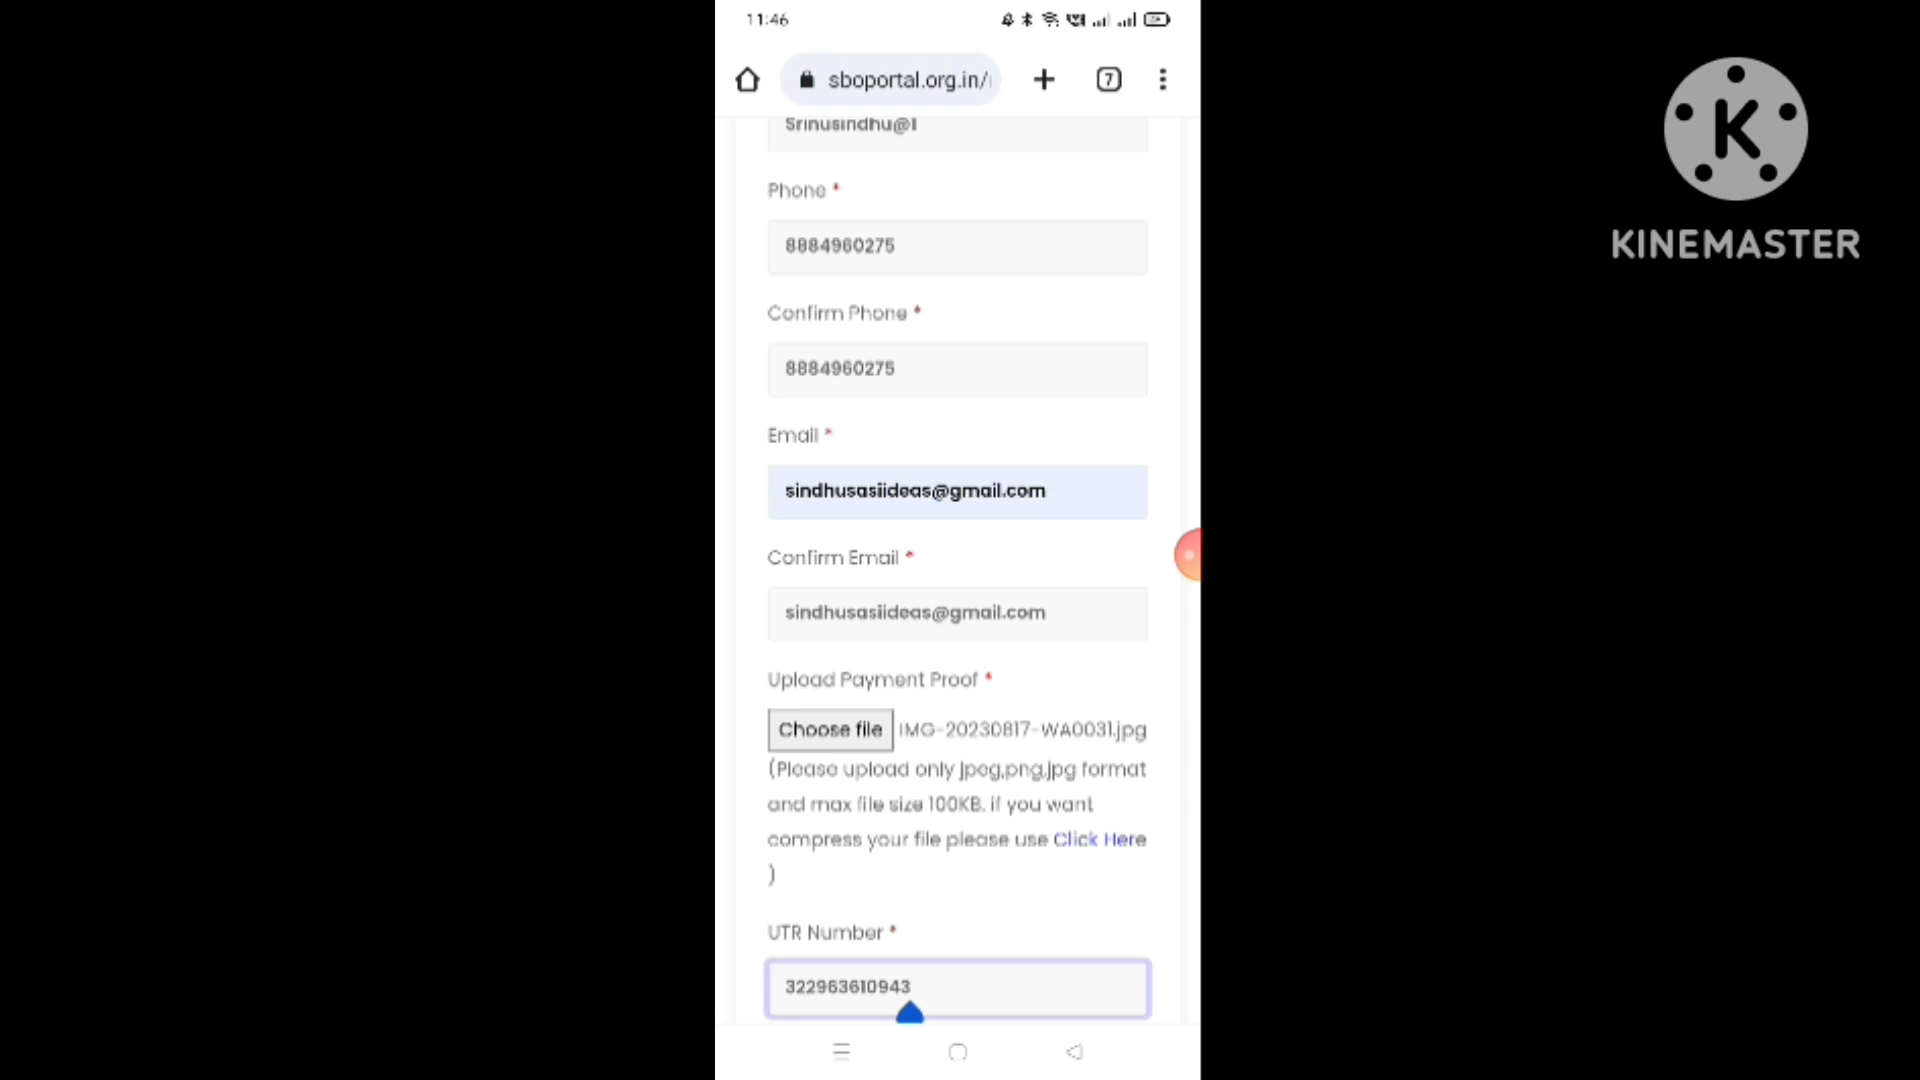 11:46
sboportal.org.in/
7
Srinusindhu@1
Phone *
8884960275
Confirm Phone *
8884960275
Email *
sindhusasiideas@gmail.com
Confirm Email *
sindhusasiideas@gmail.com
Upload Payment Proof *
Choose file IMG-20230817-WA0031.jpg
(Please upload only jpeg,png,jpg format
and max file size 100KB. if you want
compress your file please use Click Here
)
UTR Number *
322963610943
K
KINEMASTER